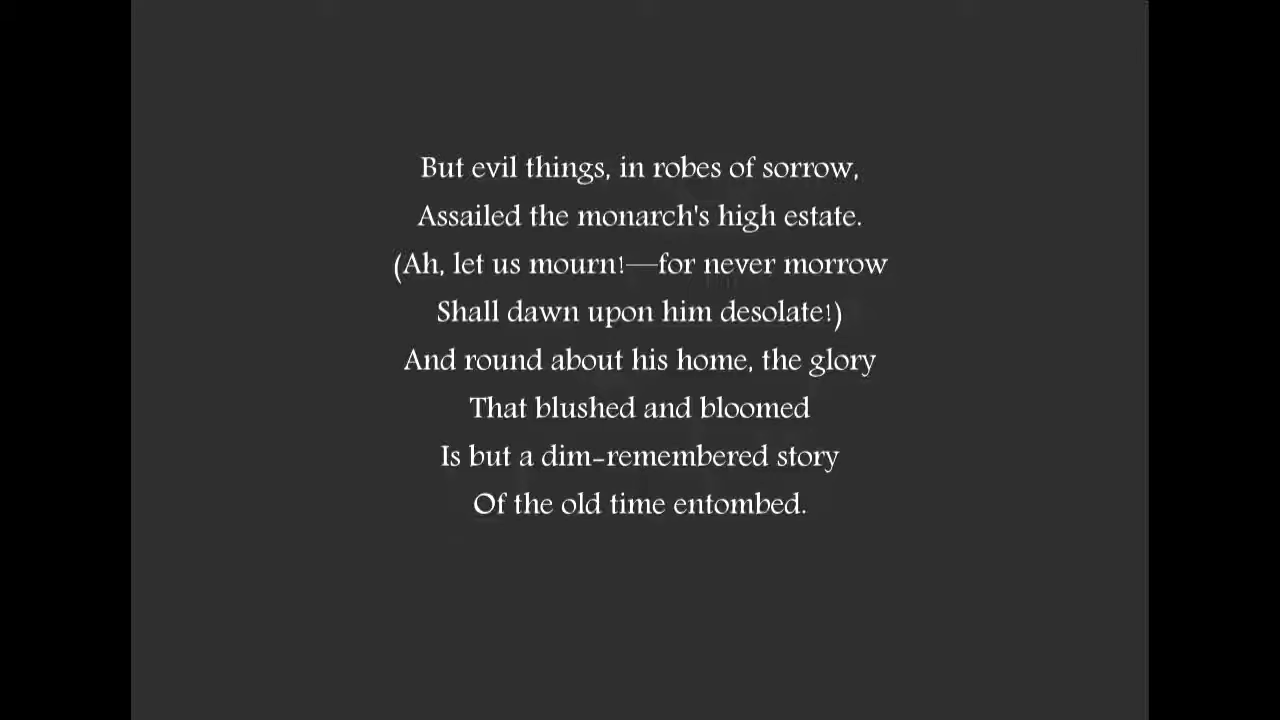 But evil things, in robes of sorrow,
Assailed the monarch's high estate.
(Ah, let us mourn!—for never morrow
Shall dawn upon him desolate!)
And round about his home, the glory
That blushed and bloomed
Is but a dim-remembered story
Of the old time entombed.